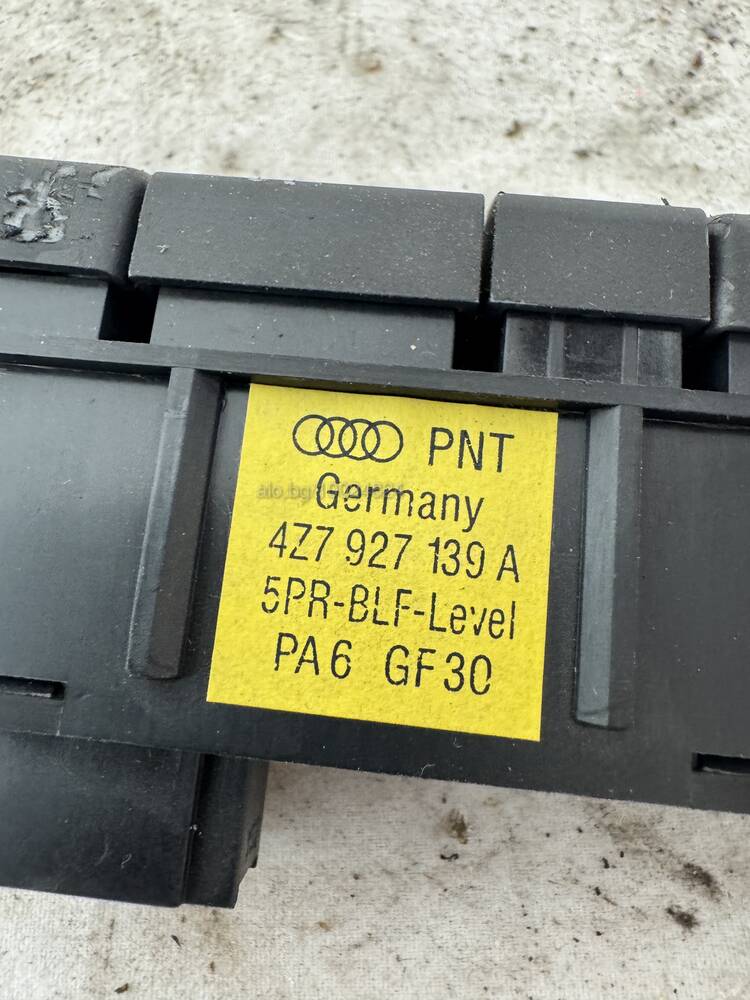 PNT
Germany
4Z7 927 139 A
5PR-BLF-Level
PA6 GF30